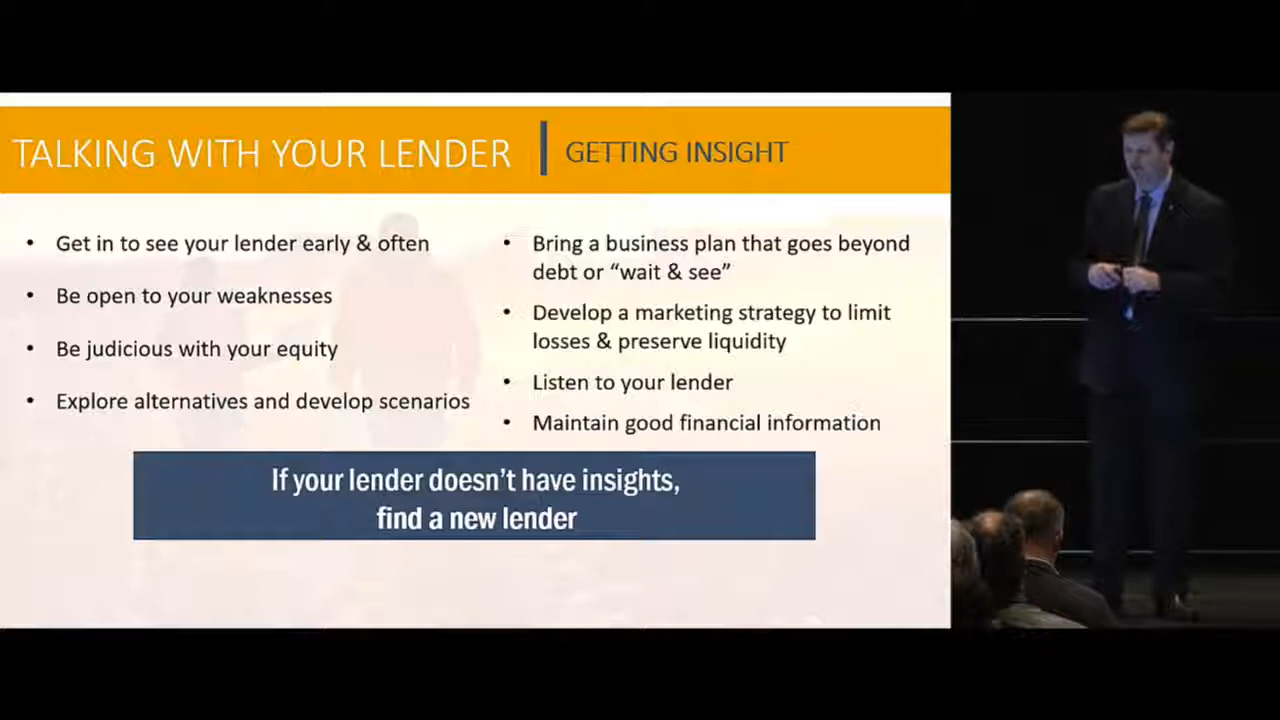 TALKING WITH YOUR LENDER
GETTING INSIGHT
• Get in to see your lender early & often
• Be open to your weaknesses
• Be judicious with your equity
• Explore alternatives and develop scenarios
• Bring a business plan that goes beyond
debt or “wait & see”
• Develop a marketing strategy to limit
losses & preserve liquidity
• Listen to your lender
• Maintain good financial information
If your lender doesn’t have insights,
find a new lender